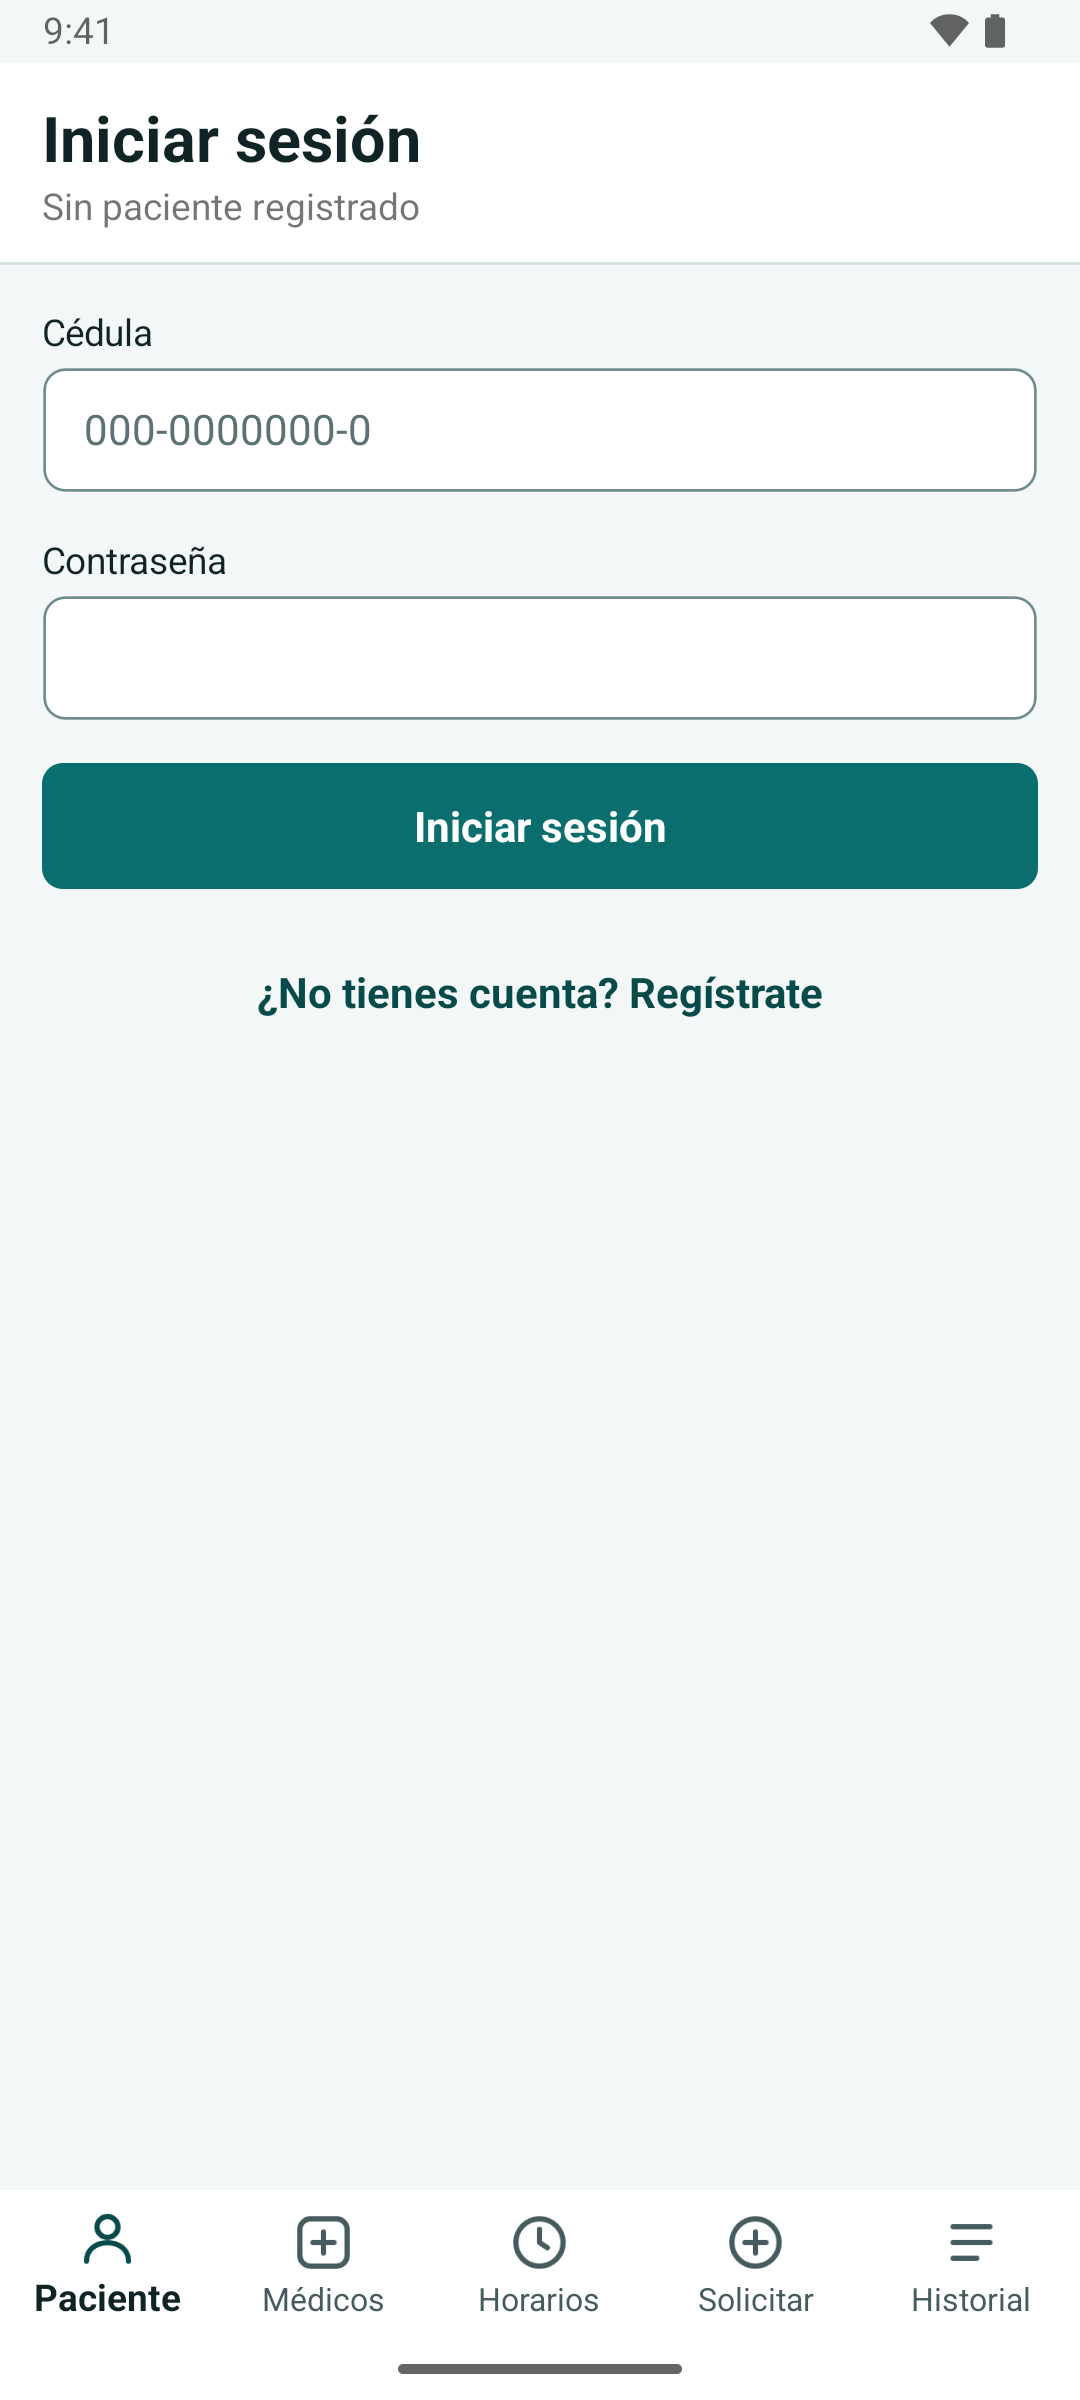 9:41
Iniciar sesión
Sin paciente registrado
Cédula
000-0000000-0
Contraseña
Iniciar sesión
¿No tienes cuenta? Regístrate
Paciente
Médicos
Horarios
Solicitar
Historial